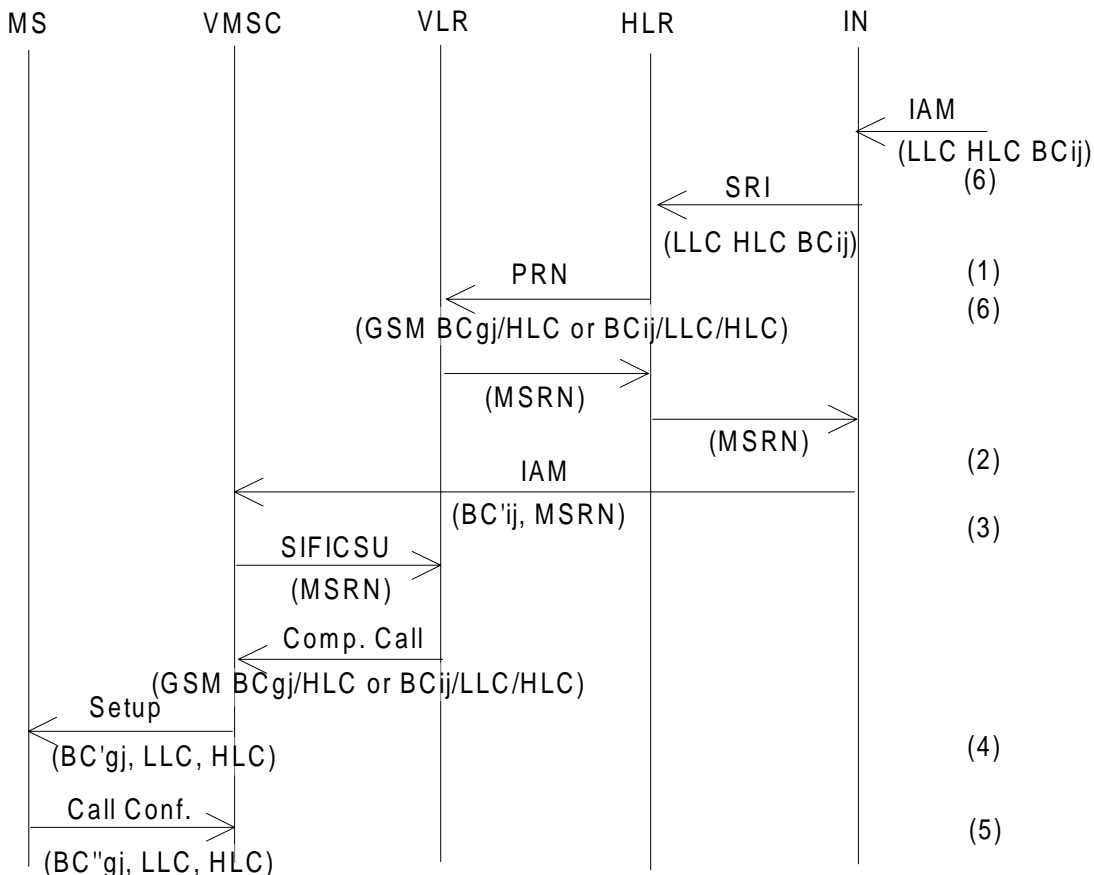 MS VMSC VLR HLR IN
IAM
(LLC HLC BCij)
(6)
SRI
(LLC HLC BCij)
(1)
PRN
(6)
(GSM BCgj/HLC or BCij/LLC/HLC)
(MSRN)
(MSRN)
(2)
IAM
(BC'ij, MSRN)
(3)
SIFICSU
(MSRN)
Comp. Call
(GSM BCgj/HLC or BCij/LLC/HLC)
Setup
(BC'gj, LLC, HLC)
(4)
Call Conf.
(5)
(BC"gj, LLC, HLC)